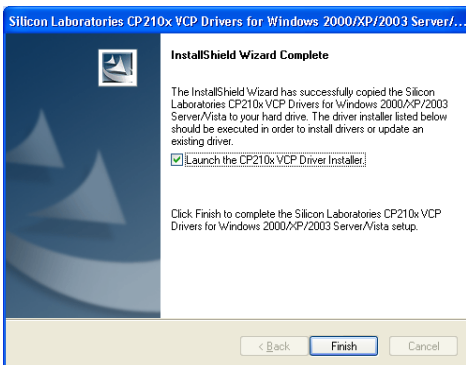 Silicon Laboratories CP210x VCP Drivers for Windows 2000/XP/2003 Server/...
InstallShield Wizard Complete
The InstallShield Wizard has successfully copied the Silicon
Laboratories CP210x VCP Drivers for Windows 2000/XP/2003
Server/Vista to your hard drive. The driver installer listed below
should be executed in order to install drivers or update an
existing driver.
Launch the CP210x VCP Driver Installer.
Click Finish to complete the Silicon Laboratories CP210x VCP
Drivers for Windows 2000/XP/2003 Server/Vista setup.
< Back Finish Cancel